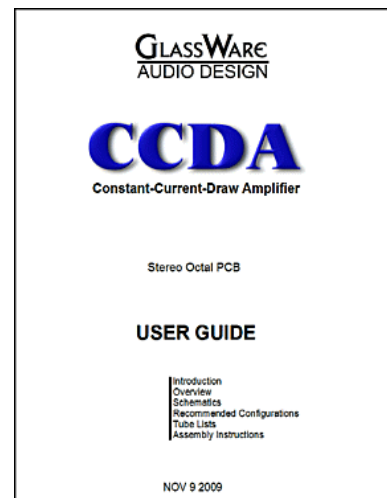 GLASSWARE
AUDIO DESIGN
CCDA
Constant-Current-Draw Amplifier
Stereo Octal PCB
USER GUIDE
Introduction
Overview
Schematics
Recommended Configurations
Tube Lists
Assembly Instructions
NOV 9 2009